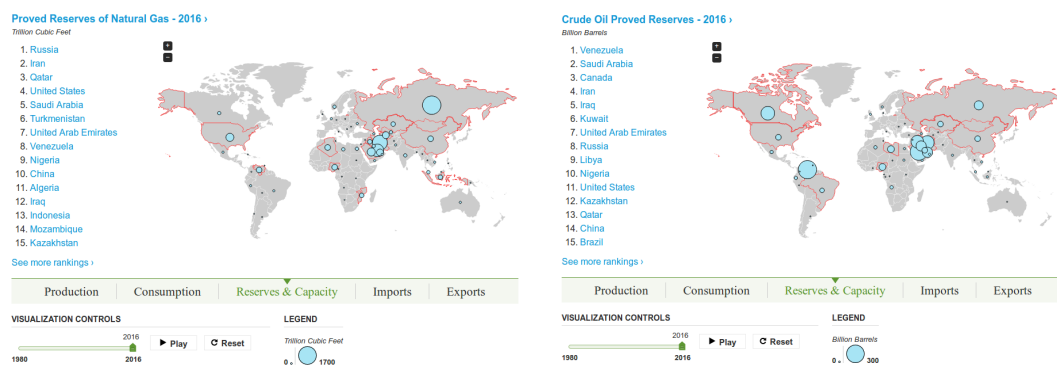 Proved Reserves of Natural Gas - 2016 ›
Trillion Cubic Feet
1. Russia
2. Iran
3. Qatar
4. United States
5. Saudi Arabia
6. Turkmenistan
7. United Arab Emirates
8. Venezuela
9. Nigeria
10. China
11. Algeria
12. Iraq
13. Indonesia
14. Mozambique
15. Kazakhstan
See more rankings ›
+
−
Production Consumption Reserves & Capacity Imports Exports
VISUALIZATION CONTROLS
2016
1980 2016
Play
Reset
LEGEND
Trillion Cubic Feet
0 1700
Crude Oil Proved Reserves - 2016 ›
Billion Barrels
1. Venezuela
2. Saudi Arabia
3. Canada
4. Iran
5. Iraq
6. Kuwait
7. United Arab Emirates
8. Russia
9. Libya
10. Nigeria
11. United States
12. Kazakhstan
13. Qatar
14. China
15. Brazil
See more rankings ›
+
−
Production Consumption Reserves & Capacity Imports Exports
VISUALIZATION CONTROLS
2016
1980 2016
Play
Reset
LEGEND
Billion Barrels
0 300